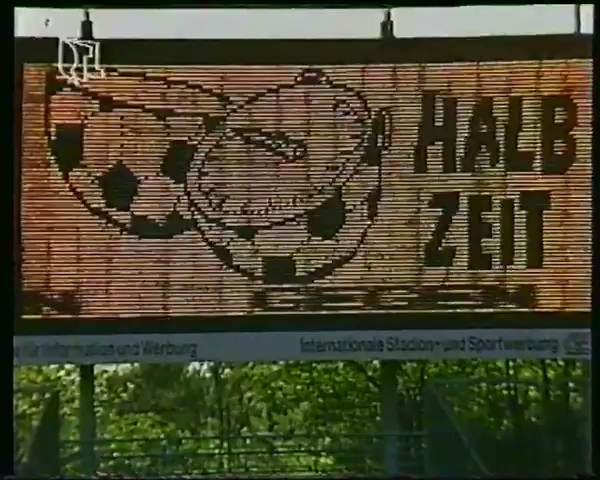 HALB
ZEIT
für Information und Werbung
Internationale Stadion- und Sportwerbung